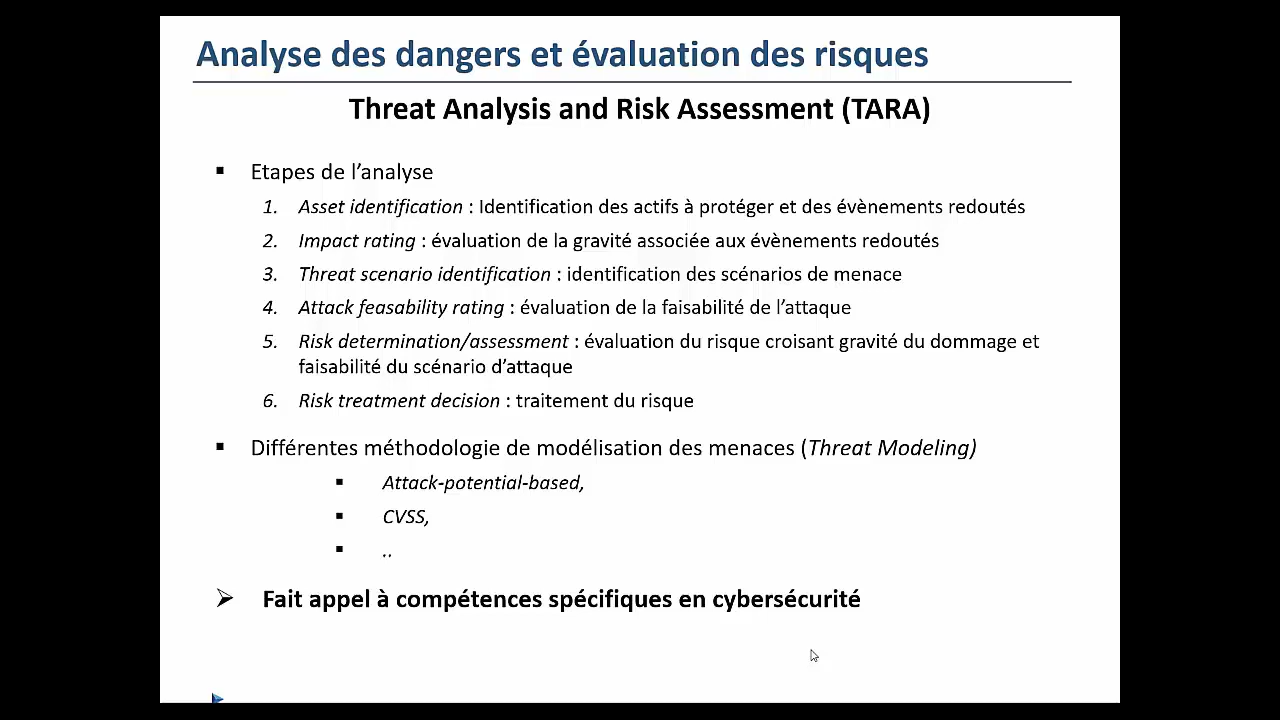 Analyse des dangers et évaluation des risques
Threat Analysis and Risk Assessment (TARA)
▪ Etapes de l’analyse
1. Asset identification : Identification des actifs à protéger et des évènements redoutés
2. Impact rating : évaluation de la gravité associée aux évènements redoutés
3. Threat scenario identification : identification des scénarios de menace
4. Attack feasability rating : évaluation de la faisabilité de l’attaque
5. Risk determination/assessment : évaluation du risque croisant gravité du dommage et
faisabilité du scénario d’attaque
6. Risk treatment decision : traitement du risque
▪ Différentes méthodologie de modélisation des menaces (Threat Modeling)
▪ Attack-potential-based,
▪ CVSS,
▪ ..
➢ Fait appel à compétences spécifiques en cybersécurité